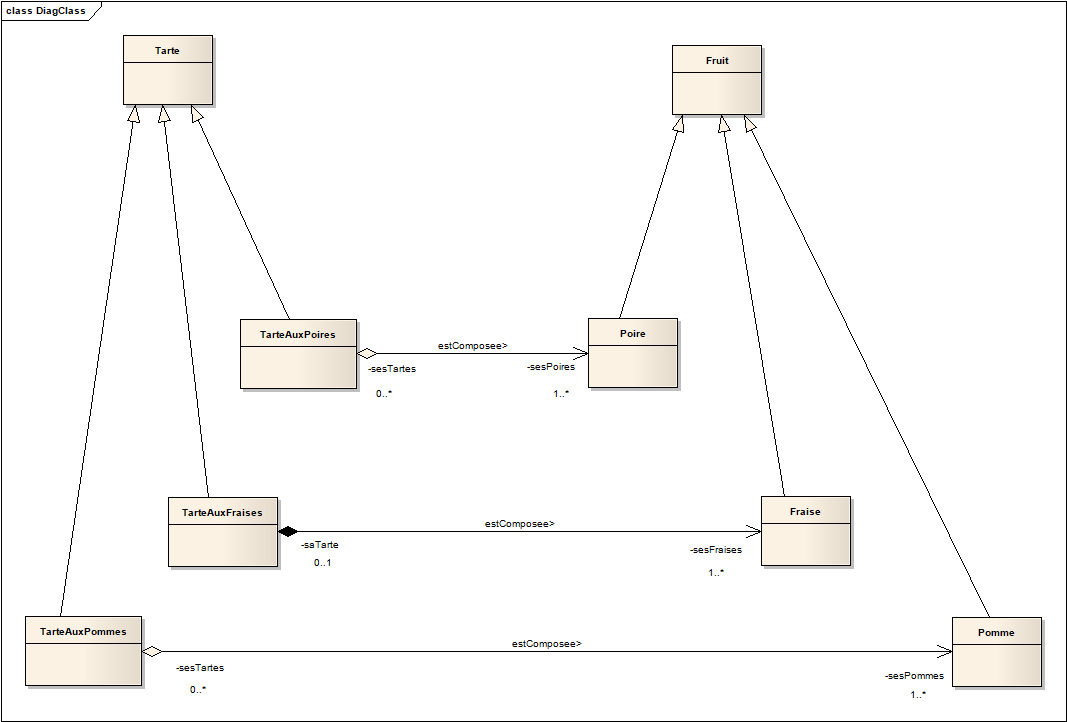 class DiagClass
Tarte
Fruit
TarteAuxPoires
Poire
estComposee>
-sesTartes
-sesPoires
0..*
1..*
TarteAuxFraises
Fraise
estComposee>
-saTarte
-sesFraises
0..1
1..*
TarteAuxPommes
Pomme
estComposee>
-sesTartes
-sesPommes
0..*
1..*